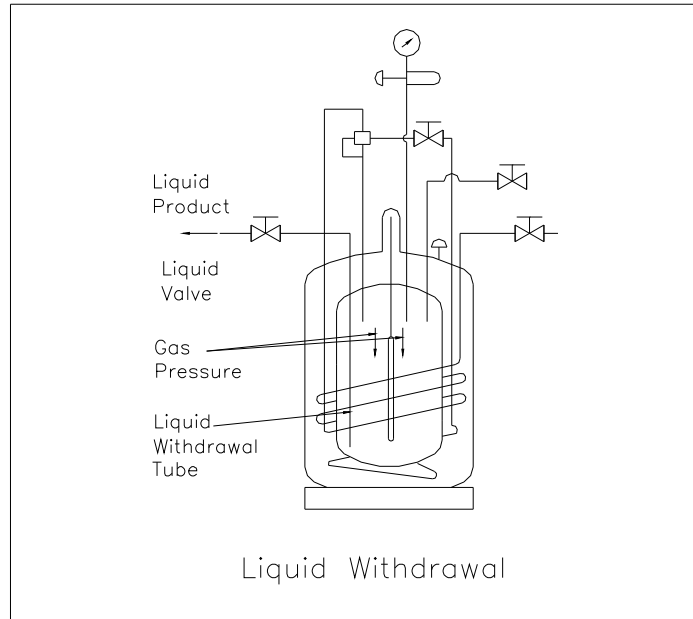 Liquid
Product
Liquid
Valve
Gas
Pressure
Liquid
Withdrawal
Tube
Liquid Withdrawal